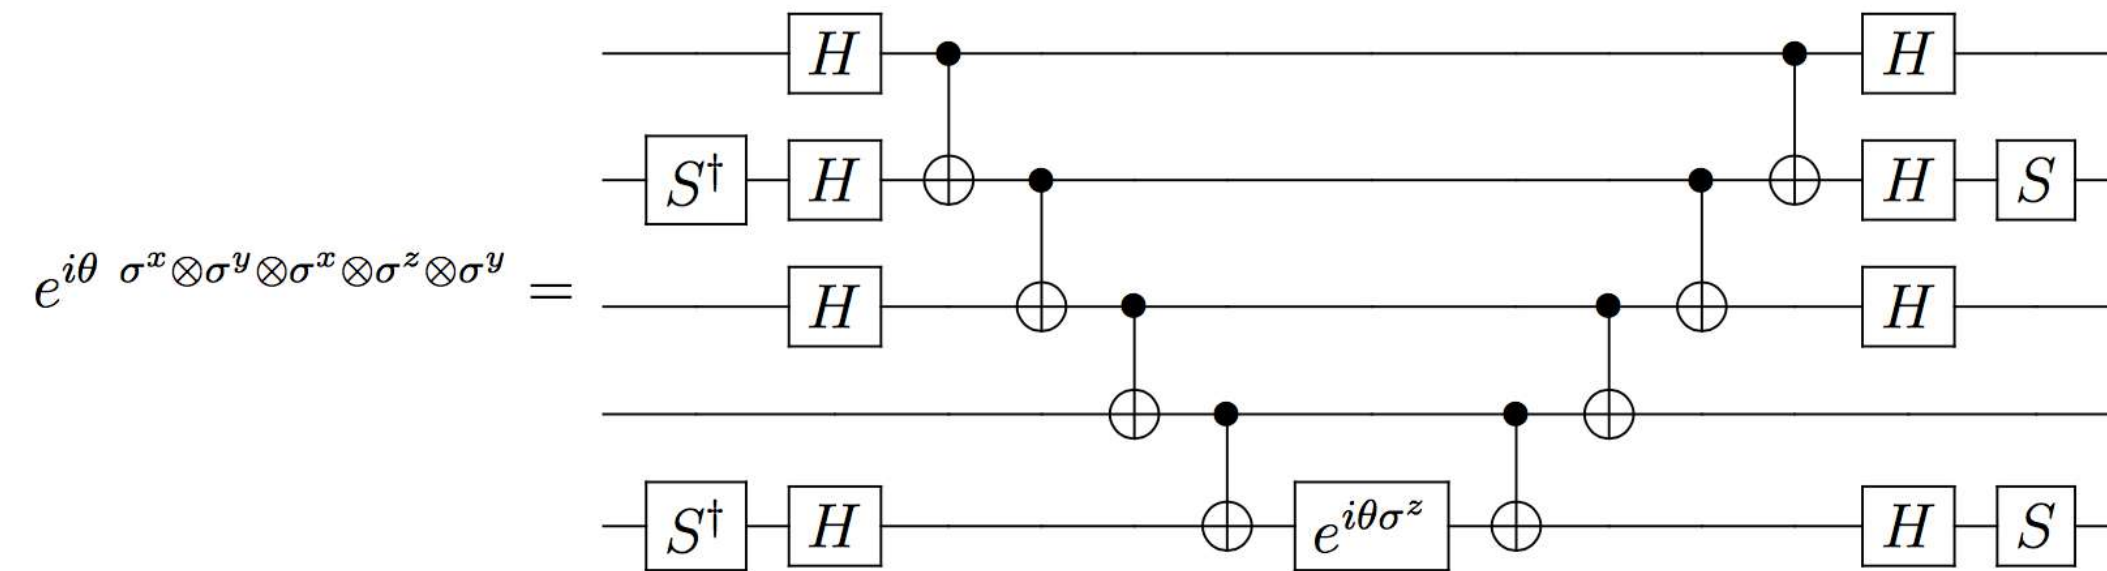 H H
S† H H S
e^{iθ σ^x⊗σ^y⊗σ^x⊗σ^z⊗σ^y} =
H H
S† H e^{iθσ^z} H S